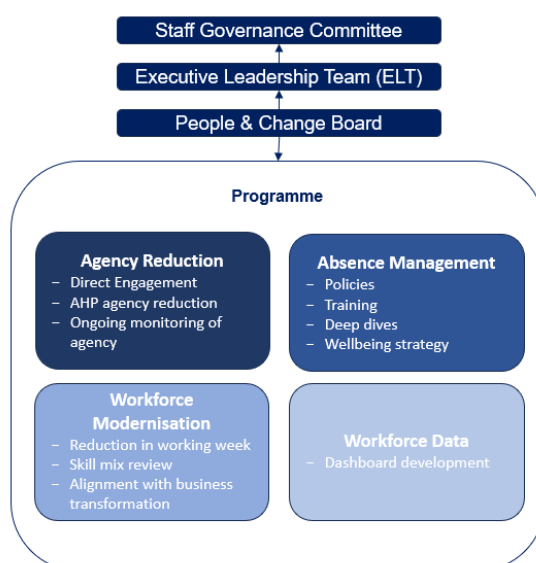 Staff Governance Committee
Executive Leadership Team (ELT)
People & Change Board
Programme
Agency Reduction
− Direct Engagement
− AHP agency reduction
− Ongoing monitoring of
agency
Absence Management
− Policies
− Training
− Deep dives
− Wellbeing strategy
Workforce
Modernisation
− Reduction in working week
− Skill mix review
− Alignment with business
transformation
Workforce Data
− Dashboard development